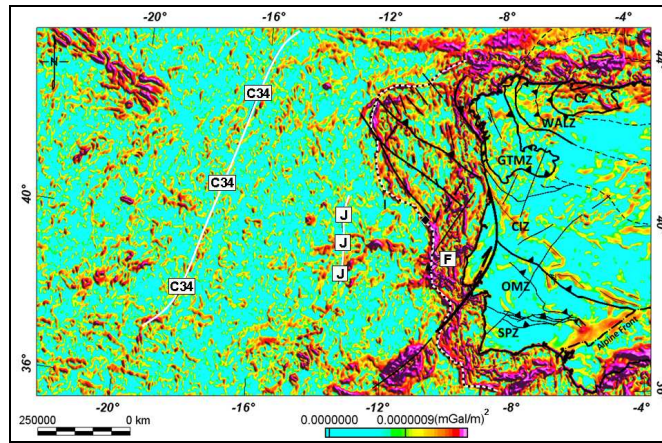 -20° -16° -12° -8° -4°
N
44°
C34
CZ
WALZ
GTMZ
40°
C34
40
J
CIZ
J
F
J
C34
OMZ
SPZ
Alpine Front
36°
-20° -16° -12° -8° -4°
250000 0 km
0.0000000 0.0000009(mGal/m)²